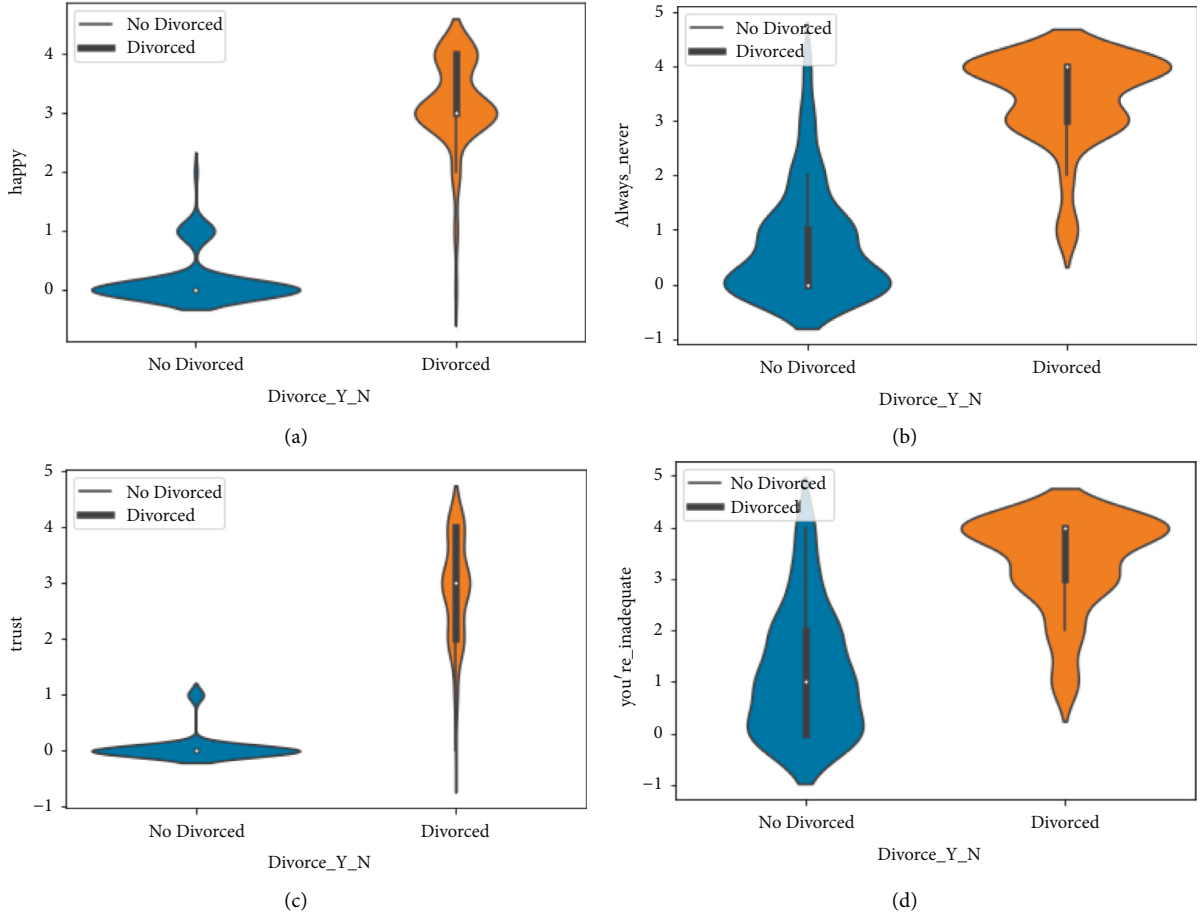 No Divorced
Divorced
4
3
2
1
0
happy
No Divorced
Divorced
Divorce_Y_N
(a)
No Divorced
Divorced
5
4
3
2
1
0
−1
Always_never
No Divorced
Divorced
Divorce_Y_N
(b)
No Divorced
Divorced
5
4
3
2
1
0
−1
trust
No Divorced
Divorced
Divorce_Y_N
(c)
No Divorced
Divorced
5
4
3
2
1
0
−1
you're_inadequate
No Divorced
Divorced
Divorce_Y_N
(d)